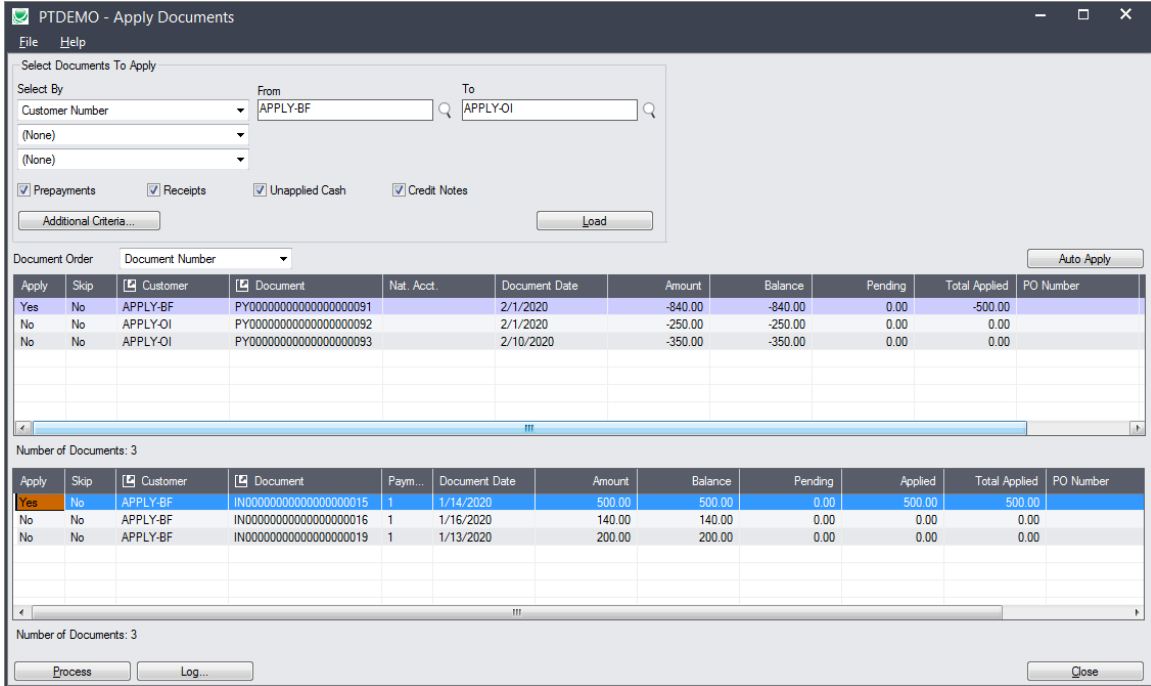 PTDEMO - Apply Documents
File Help
Select Documents To Apply
Select By From To
Customer Number APPLY-BF APPLY-OI
(None)
(None)
Prepayments Receipts Unapplied Cash Credit Notes
Additional Criteria... Load
Document Order Document Number Auto Apply
Apply Skip Customer Document Nat. Acct. Document Date Amount Balance Pending Total Applied PO Number
Yes No APPLY-BF PY00000000000000000091 2/1/2020 -840.00 -840.00 0.00 -500.00
No No APPLY-OI PY00000000000000000092 2/1/2020 -250.00 -250.00 0.00 0.00
No No APPLY-OI PY00000000000000000093 2/10/2020 -350.00 -350.00 0.00 0.00
Number of Documents: 3
Apply Skip Customer Document Paym... Document Date Amount Balance Pending Applied Total Applied PO Number
Yes No APPLY-BF IN00000000000000000015 1 1/14/2020 500.00 500.00 0.00 500.00 500.00
No No APPLY-BF IN00000000000000000016 1 1/16/2020 140.00 140.00 0.00 0.00 0.00
No No APPLY-BF IN00000000000000000019 1 1/13/2020 200.00 200.00 0.00 0.00 0.00
Number of Documents: 3
Process Log... Close